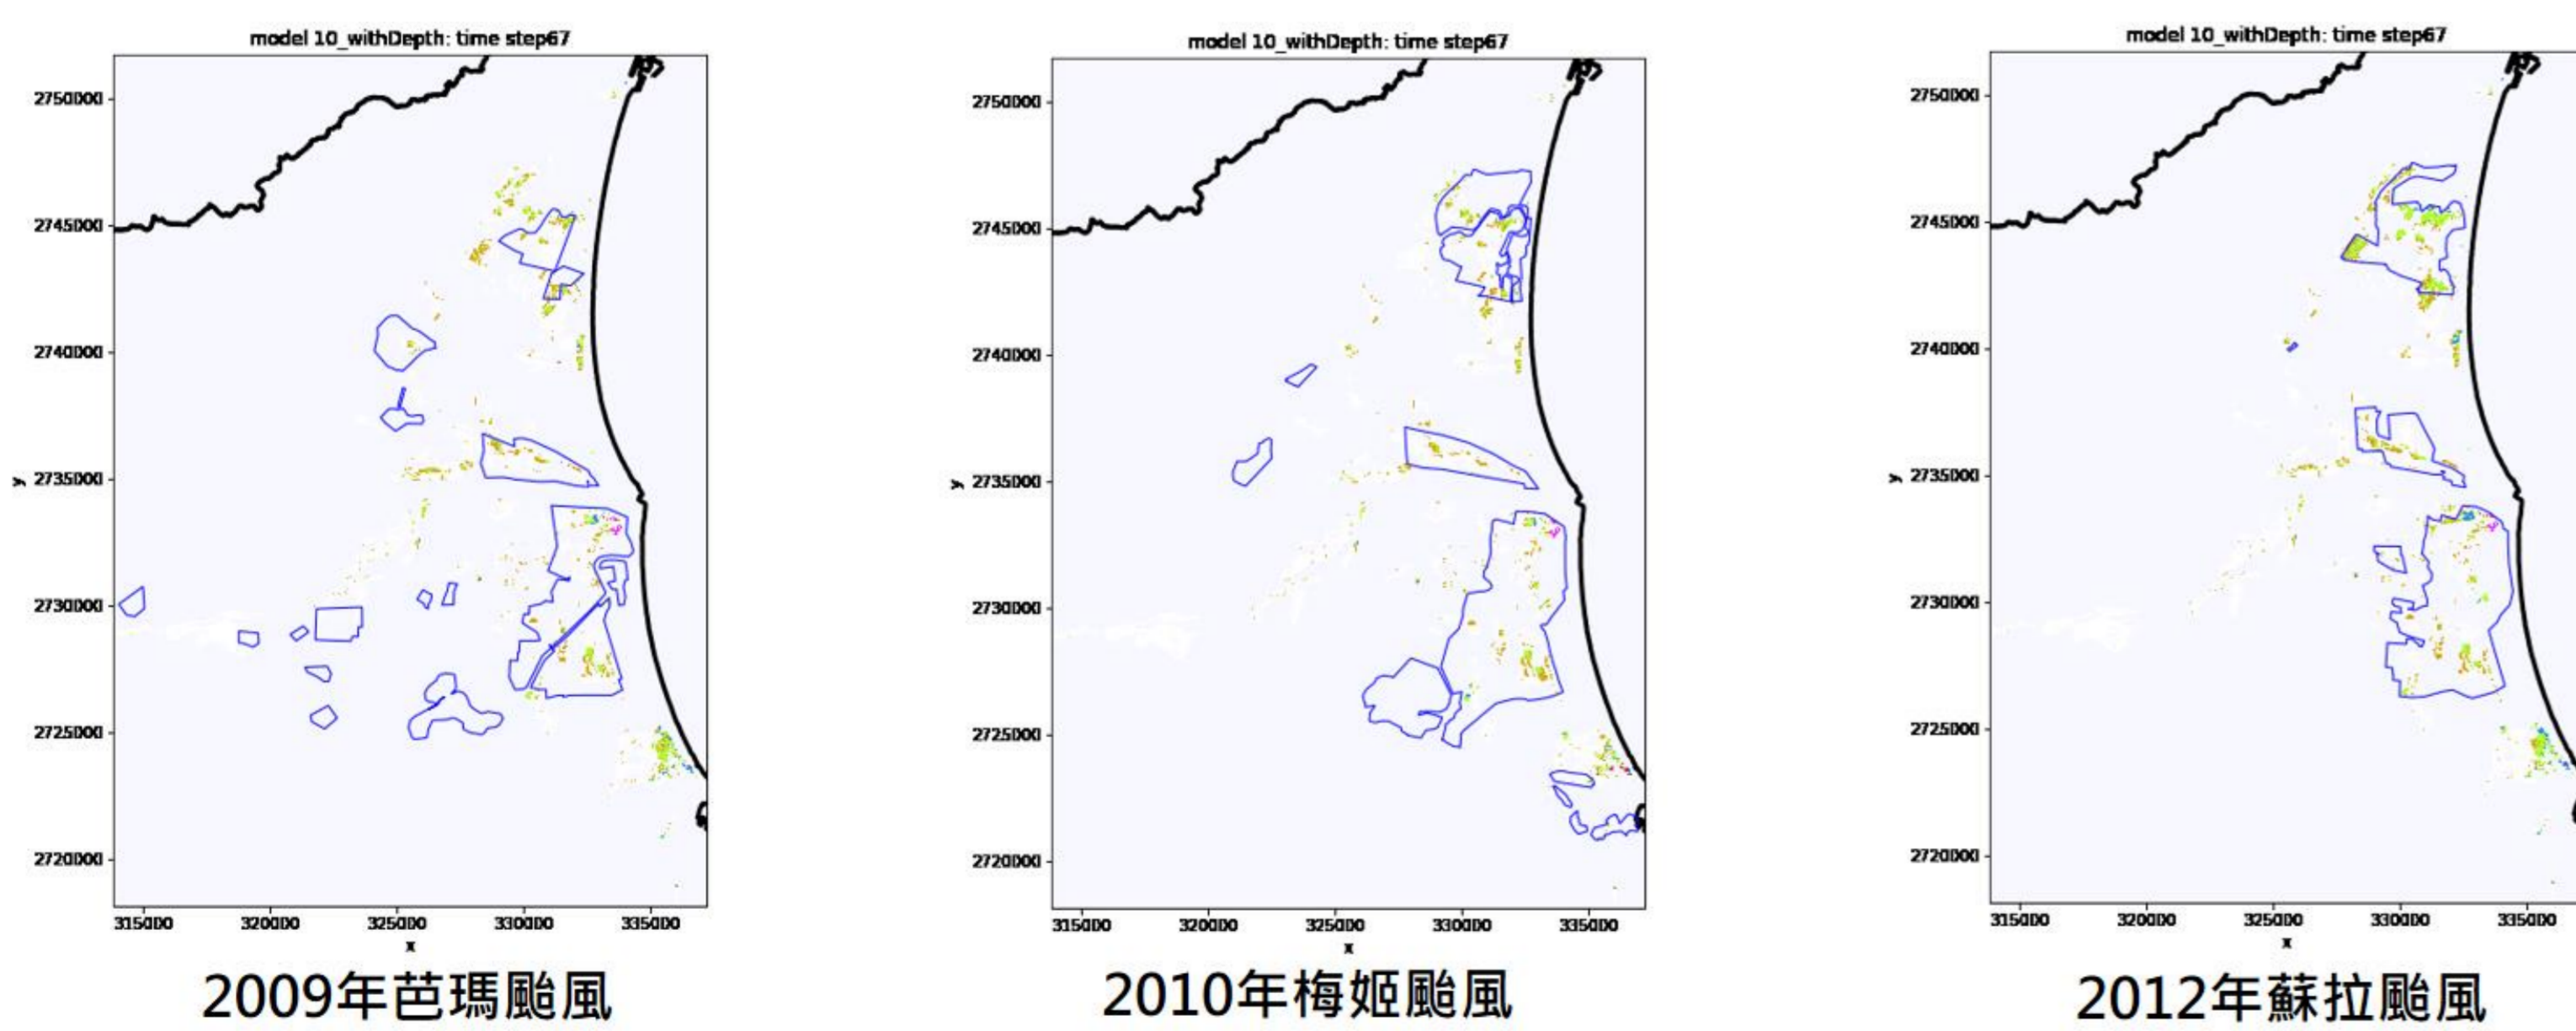 model 10_withDepth: time step67
2750000
2745000
2740000
2735000
2730000
2725000
2720000
y
315000 320000 325000 330000 335000
x
2009年芭瑪颱風
model 10_withDepth: time step67
2750000
2745000
2740000
2735000
2730000
2725000
2720000
y
315000 320000 325000 330000 335000
x
2010年梅姬颱風
model 10_withDepth: time step67
2750000
2745000
2740000
2735000
2730000
2725000
2720000
y
315000 320000 325000 330000 335000
x
2012年蘇拉颱風